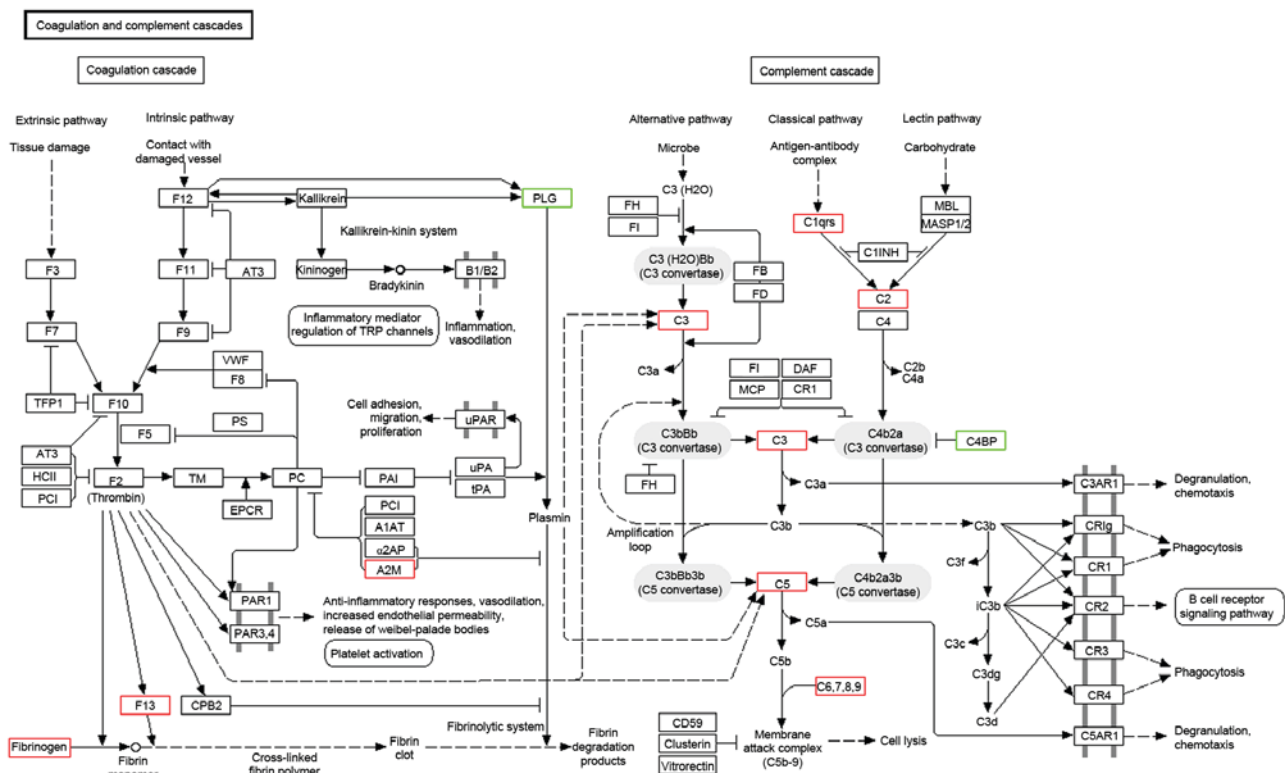 Coagulation and complement cascades
Coagulation cascade
Complement cascade
Extrinsic pathway
Intrinsic pathway
Alternative pathway
Classical pathway
Lectin pathway
Tissue damage
Contact with
damaged vessel
Microbe
Antigen-antibody
complex
Carbohydrate
F12
Kallikrein
PLG
C3 (H2O)
FH
FI
C1qrs
MBL
MASP1/2
Kallikrein-kinin system
C1INH
F3
F11
AT3
Kininogen
Bradykinin
B1/B2
C3 (H2O)Bb
(C3 convertase)
FB
FD
C2
C4
F7
F9
Inflammatory mediator
regulation of TRP channels
Inflammation,
vasodilation
C3
VWF
F8
C3a
FI
DAF
MCP
CR1
C2b
C4a
TFP1
F10
Cell adhesion,
migration,
proliferation
uPAR
F5
PS
C3bBb
(C3 convertase)
C3
C4b2a
(C3 convertase)
C4BP
AT3
HCII
PCI
F2
(Thrombin)
TM
PC
PAI
uPA
tPA
FH
C3a
C3AR1
Degranulation,
chemotaxis
EPCR
PCI
A1AT
α2AP
A2M
Plasmin
Amplification
loop
C3b
C3b
CRIg
Phagocytosis
C3f
CR1
C3bBb3b
(C5 convertase)
C5
C4b2a3b
(C5 convertase)
PAR1
PAR3,4
Anti-inflammatory responses, vasodilation,
increased endothelial permeability,
release of weibel-palade bodies
Platelet activation
iC3b
CR2
B cell receptor
signaling pathway
C5a
C3c
CR3
C5b
C3dg
Phagocytosis
F13
CPB2
C6,7,8,9
CR4
C3d
Fibrinolytic system
CD59
Clusterin
Vitrorectin
Membrane
attack complex
(C5b-9)
Cell lysis
C5AR1
Degranulation,
chemotaxis
Fibrinogen
Fibrin
Cross-linked
fibrin polymer
Fibrin
clot
Fibrin
degradation
products